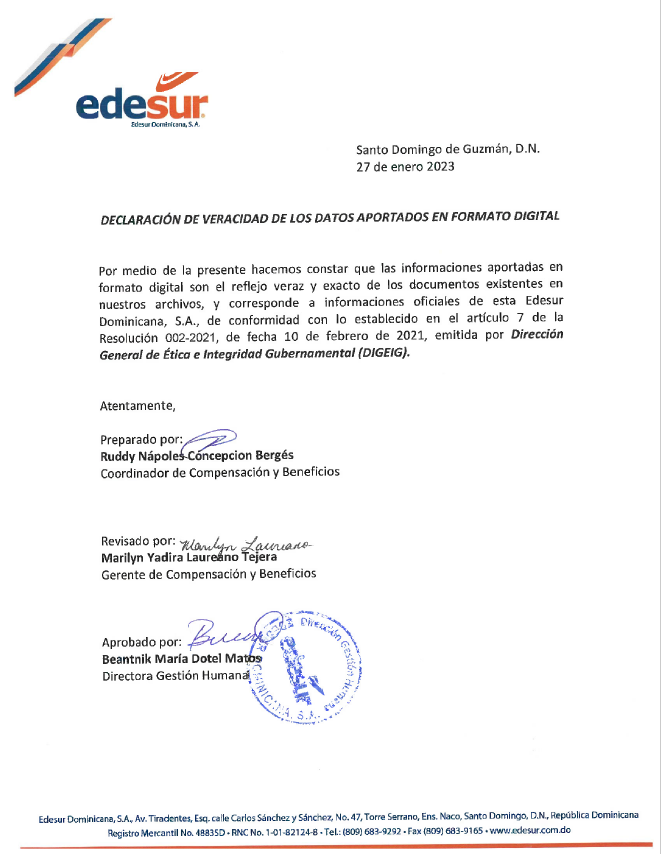 edesur
Edesur Dominicana, S.A.
Santo Domingo de Guzmán, D.N.
27 de enero 2023
DECLARACIÓN DE VERACIDAD DE LOS DATOS APORTADOS EN FORMATO DIGITAL
Por medio de la presente hacemos constar que las informaciones aportadas en
formato digital son el reflejo veraz y exacto de los documentos existentes en
nuestros archivos, y corresponde a informaciones oficiales de esta Edesur
Dominicana, S.A., de conformidad con lo establecido en el artículo 7 de la
Resolución 002-2021, de fecha 10 de febrero de 2021, emitida por Dirección
General de Ética e Integridad Gubernamental (DIGEIG).
Atentamente,
Preparado por:
Ruddy Nápoles Concepcion Bergés
Coordinador de Compensación y Beneficios
Revisado por: Marilyn Laureano
Marilyn Yadira Laureano Tejera
Gerente de Compensación y Beneficios
Aprobado por:
Beantnik María Dotel Matos
Directora Gestión Humana
Dirección Gestión Humana
DOMINICANA, S.A.
Edesur Dominicana, S.A., Av. Tiradentes, Esq. calle Carlos Sánchez y Sánchez, No. 47, Torre Serrano, Ens. Naco, Santo Domingo, D.N., República Dominicana
Registro Mercantil No. 48835D • RNC No. 1-01-82124-8 • Tel.: (809) 683-9292 • Fax (809) 683-9165 • www.edesur.com.do